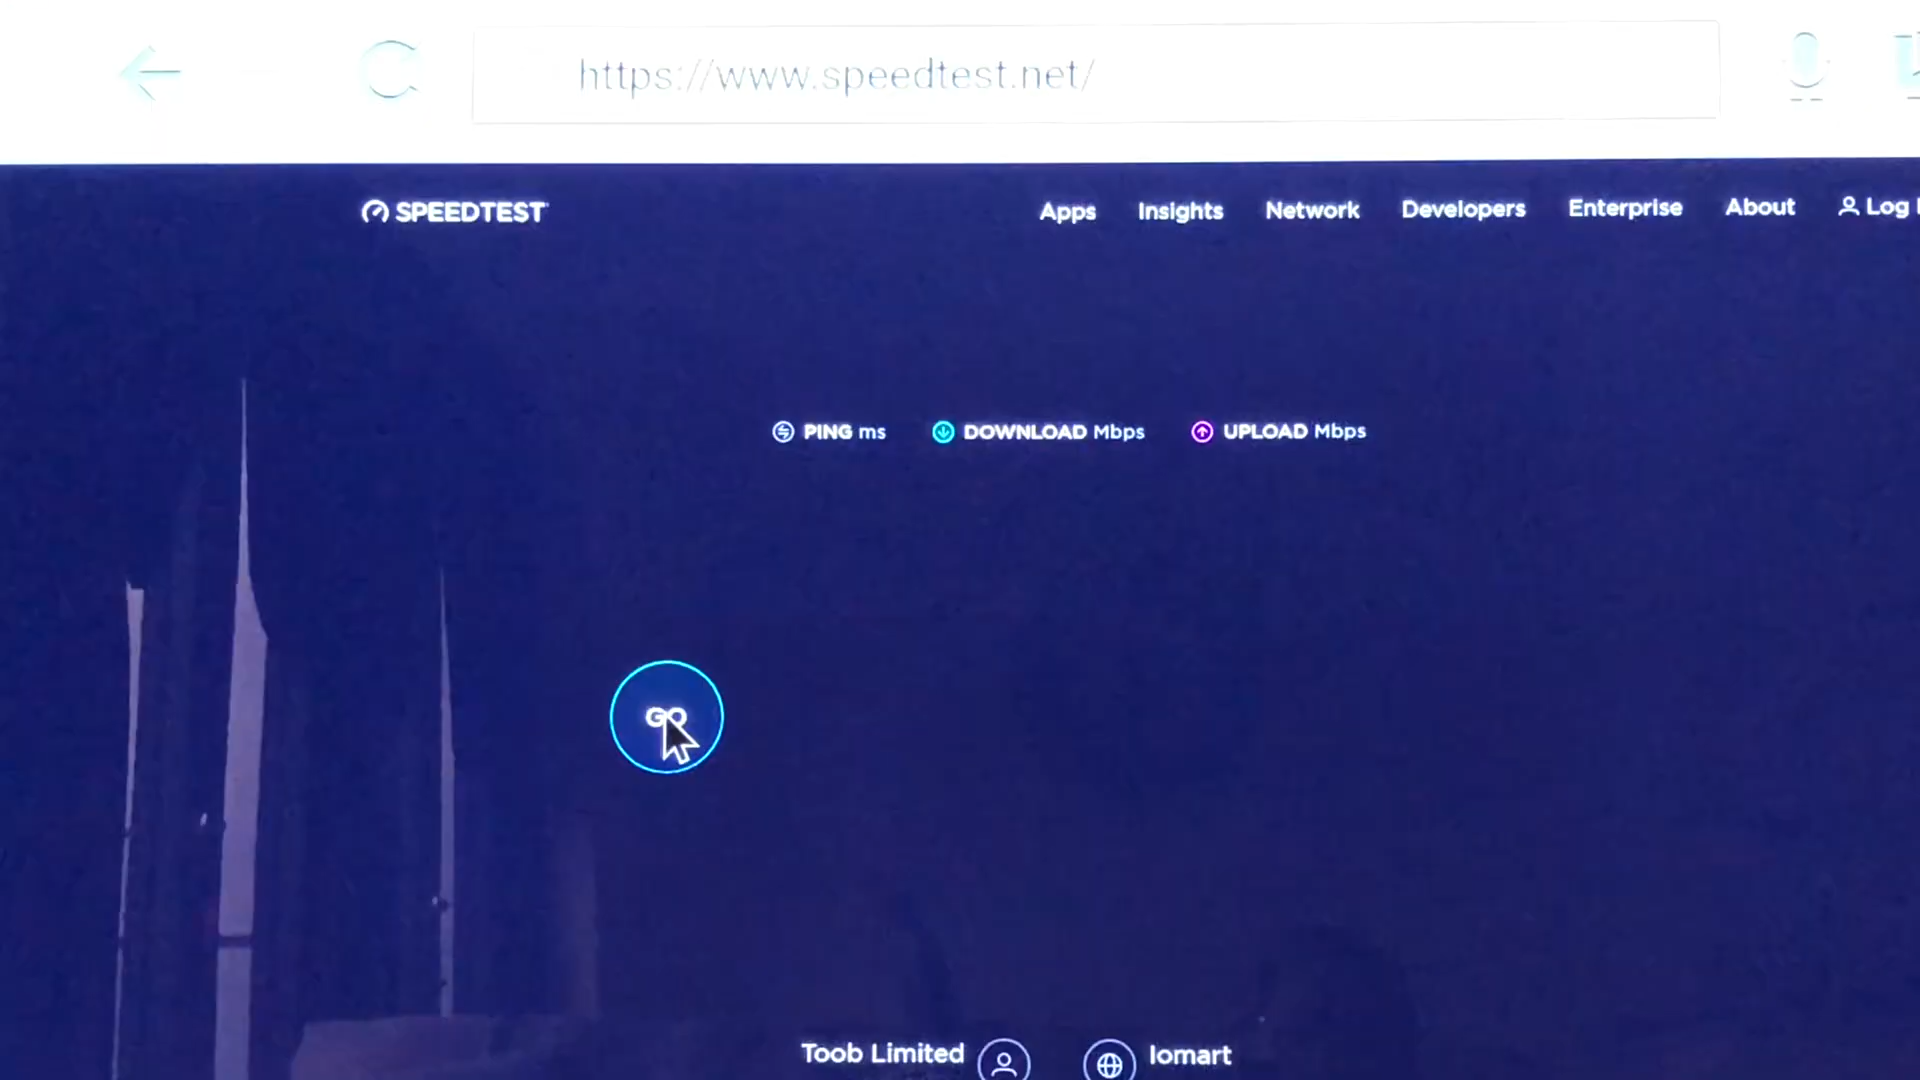 https://www.speedtest.net/
SPEEDTEST
Apps Insights Network Developers Enterprise About Log
PING ms DOWNLOAD Mbps UPLOAD Mbps
GO
Toob Limited Iomart